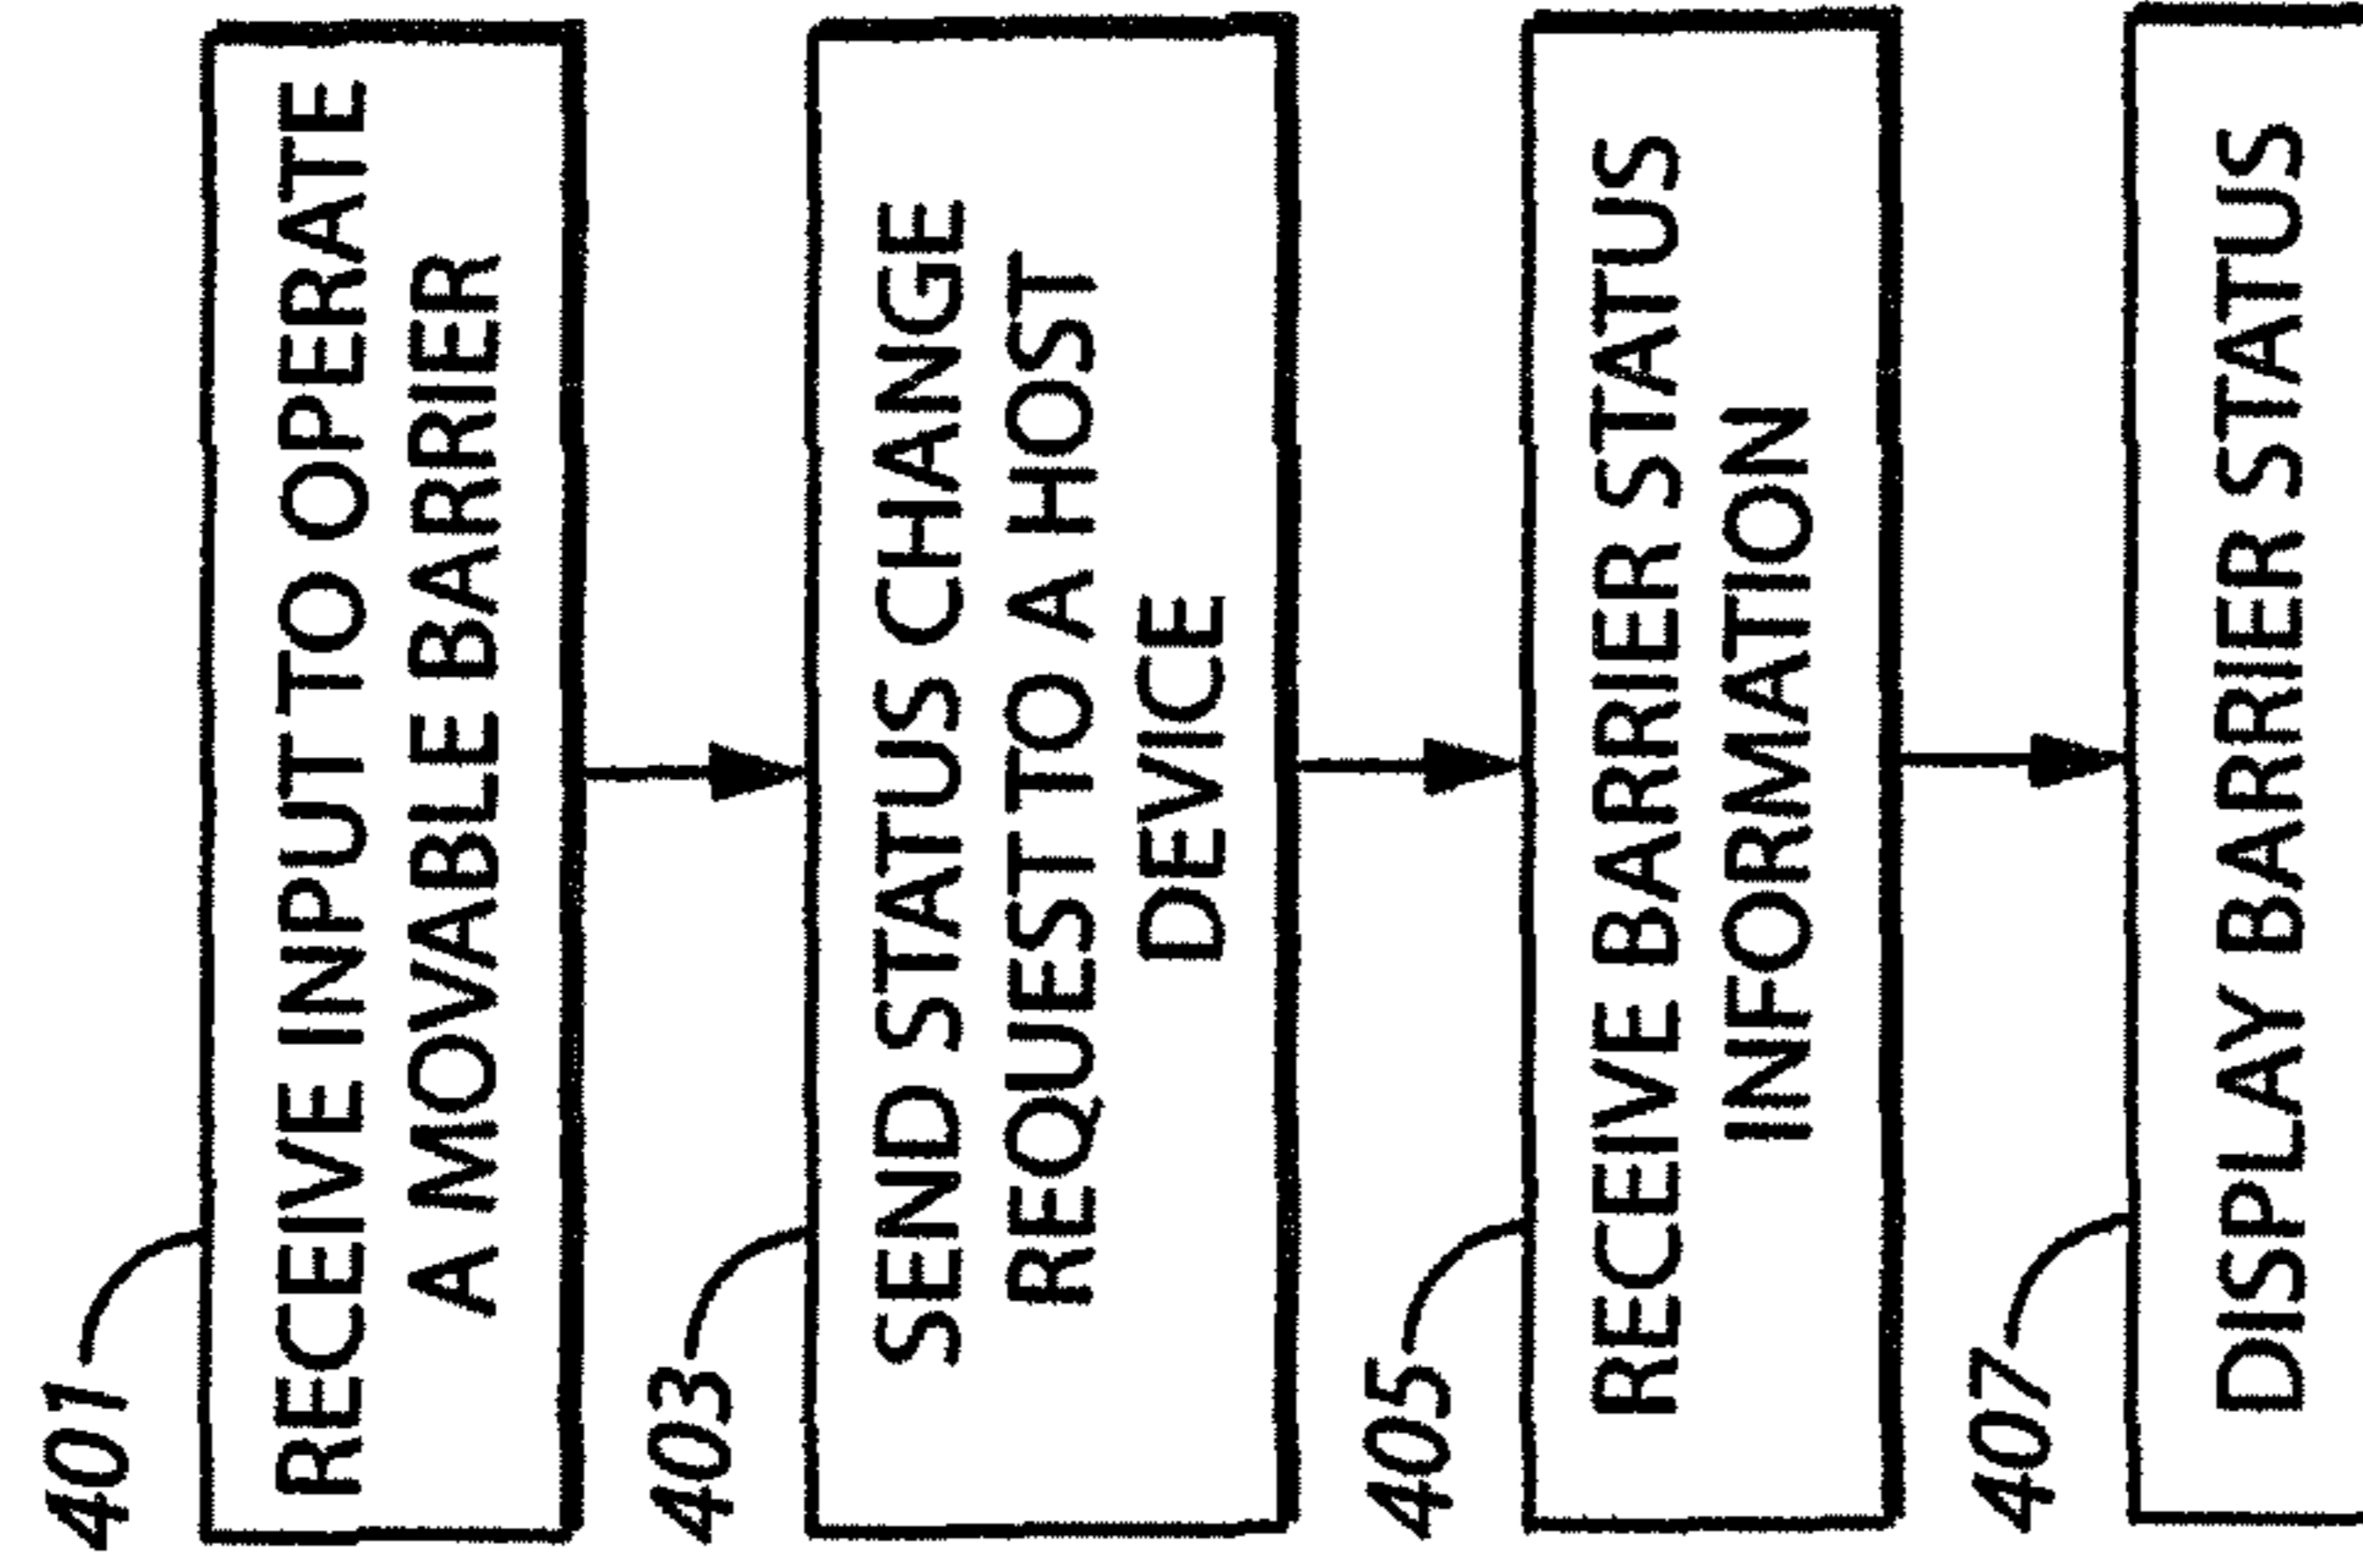 401
RECEIVE INPUT TO OPERATE
A MOVABLE BARRIER
403
SEND STATUS CHANGE
REQUEST TO A HOST
DEVICE
405
RECEIVE BARRIER STATUS
INFORMATION
407
DISPLAY BARRIER STATUS